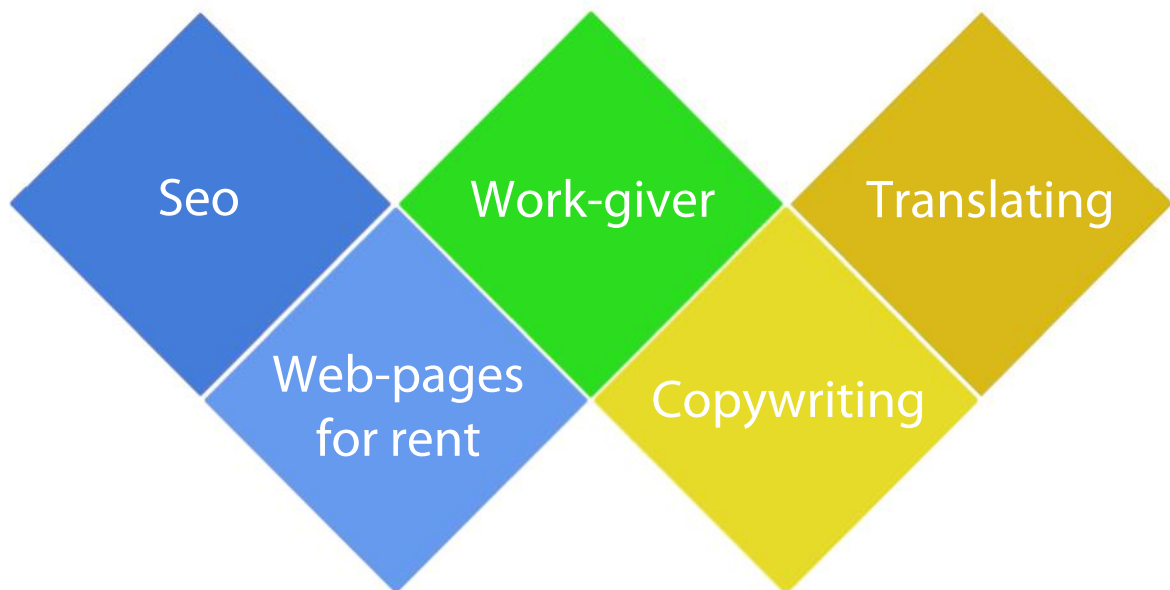 Seo
Work-giver
Translating
Web-pages
for rent
Copywriting